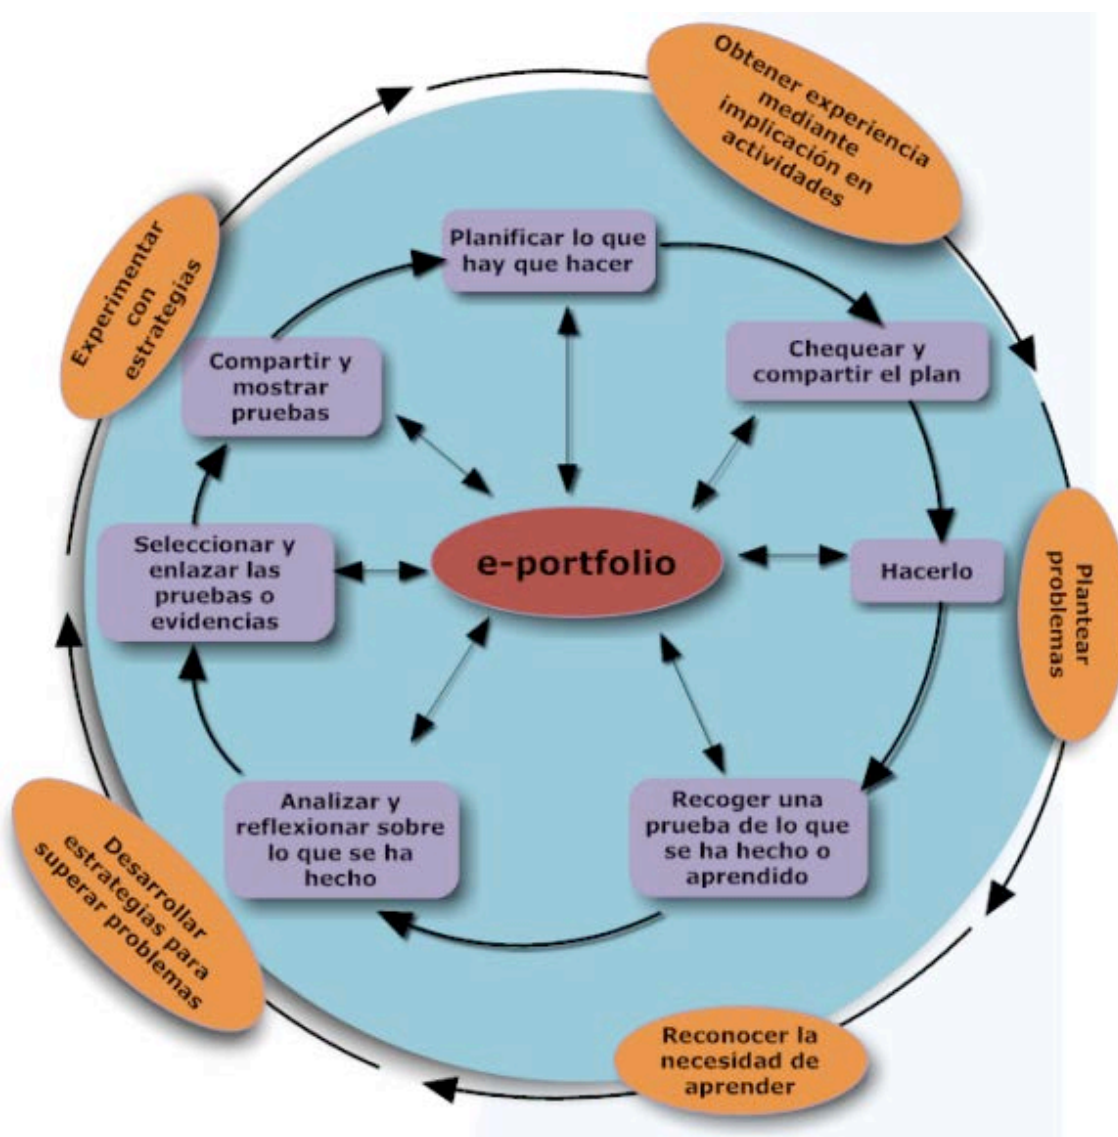 Obtener experiencia
mediante
implicación en
actividades
Planificar lo que
hay que hacer
Experimentar
con
estrategias
Compartir y
mostrar
pruebas
Chequear y
compartir el plan
Seleccionar y
enlazar las
pruebas o
evidencias
e-portfolio
Hacerlo
Plantear
problemas
Analizar y
reflexionar sobre
lo que se ha
hecho
Recoger una
prueba de lo que
se ha hecho o
aprendido
Desarrollar
estrategias para
superar problemas
Reconocer la
necesidad de
aprender